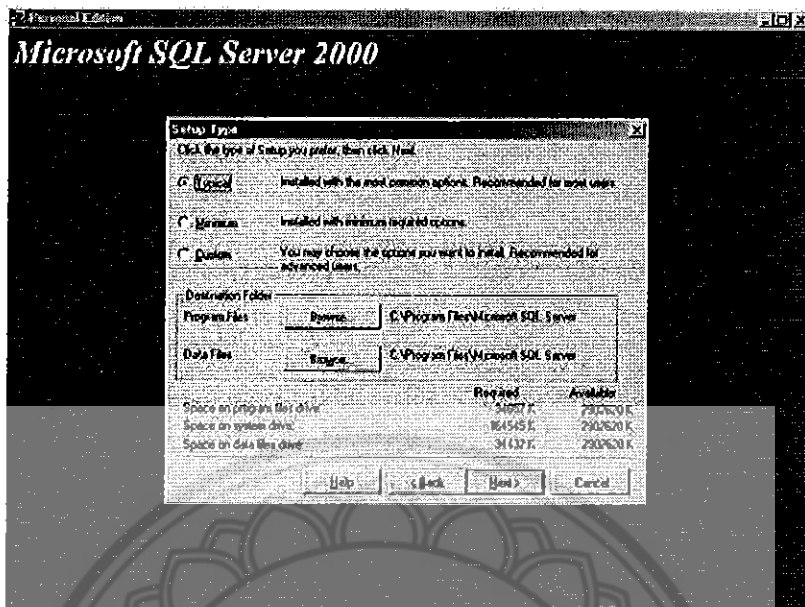 Personal Edition
Microsoft SQL Server 2000
Setup Type
Click the type of Setup you prefer, then click Next.
Typical Installed with the most common options. Recommended for most users.
Minimum Installed with minimum required options.
Custom You may choose the options you want to install. Recommended for
advanced users.
Destination Folder
Program Files Browse... C:\Program Files\Microsoft SQL Server
Data Files Browse... C:\Program Files\Microsoft SQL Server
Required Available
Space on program files drive: 2902620 K
Space on system drive: 164545 K 2902620 K
Space on data files drive: 2902620 K
Help < Back Next > Cancel